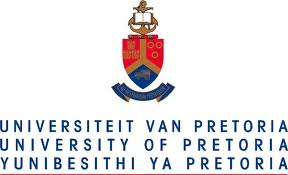 UNIVERSITEIT VAN PRETORIA
UNIVERSITY OF PRETORIA
YUNIBESITHI YA PRETORIA